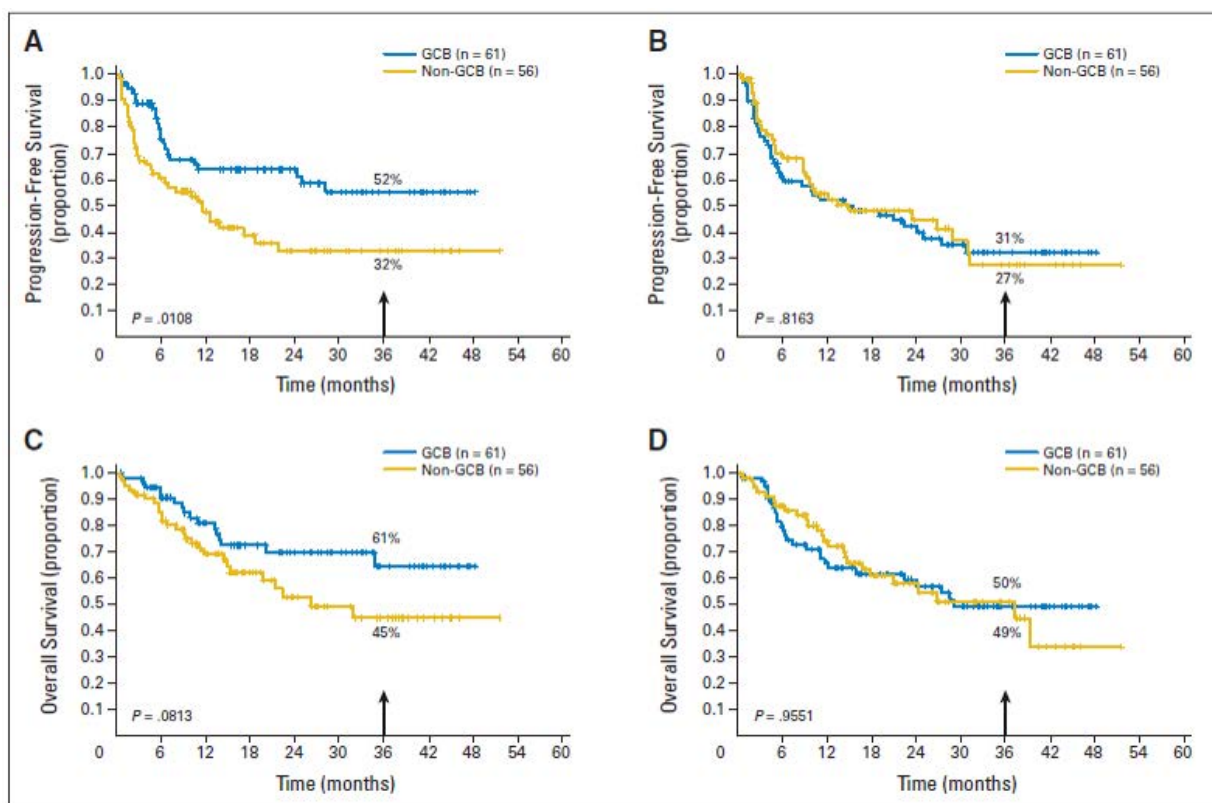 A
GCB (n = 61)
Non-GCB (n = 56)
1.0
0.9
0.8
0.7
0.6
0.5
0.4
0.3
0.2
0.1
Progression-Free Survival
(proportion)
52%
32%
P = .0108
0 6 12 18 24 30 36 42 48 54 60
Time (months)
B
GCB (n = 61)
Non-GCB (n = 56)
1.0
0.9
0.8
0.7
0.6
0.5
0.4
0.3
0.2
0.1
Progression-Free Survival
(proportion)
31%
27%
P = .8163
0 6 12 18 24 30 36 42 48 54 60
Time (months)
C
GCB (n = 61)
Non-GCB (n = 56)
1.0
0.9
0.8
0.7
0.6
0.5
0.4
0.3
0.2
0.1
Overall Survival (proportion)
61%
45%
P = .0813
0 6 12 18 24 30 36 42 48 54 60
Time (months)
D
GCB (n = 61)
Non-GCB (n = 56)
1.0
0.9
0.8
0.7
0.6
0.5
0.4
0.3
0.2
0.1
Overall Survival (proportion)
50%
49%
P = .9551
0 6 12 18 24 30 36 42 48 54 60
Time (months)